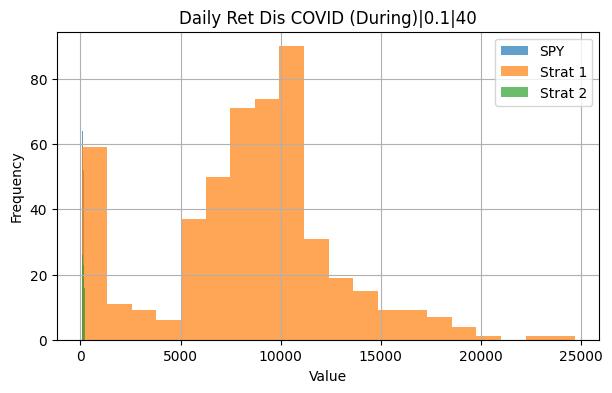 Daily Ret Dis COVID (During)|0.1|40
SPY
Strat 1
Strat 2
80
60
40
20
0
Frequency
0
5000
10000
15000
20000
25000
Value